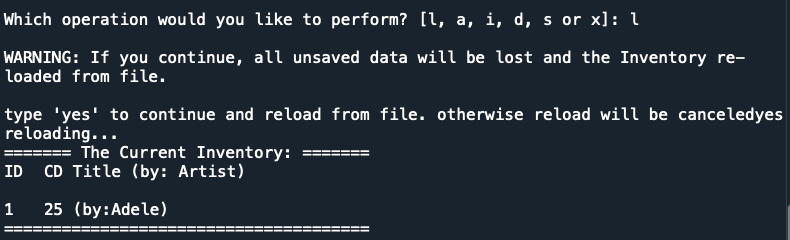 Which operation would you like to perform? [l, a, i, d, s or x]: l
WARNING: If you continue, all unsaved data will be lost and the Inventory re-
loaded from file.
type 'yes' to continue and reload from file. otherwise reload will be canceledyes
reloading...
======= The Current Inventory: =======
ID  CD Title (by: Artist)
1   25 (by:Adele)
======================================